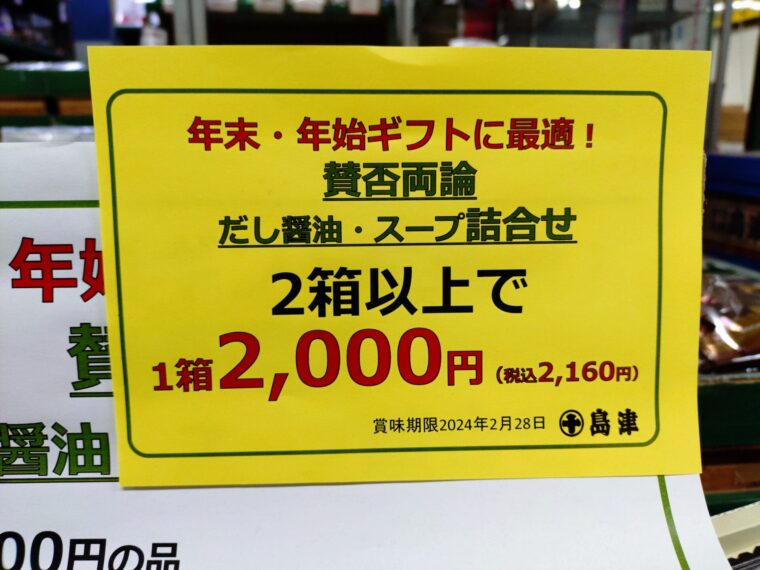 年末・年始ギフトに最適！
賛否両論
だし醤油・スープ詰合せ
2箱以上で
1箱2,000円（税込2,160円）
賞味期限2024年2月28日 島津
年始
賛
醤油
00円の品